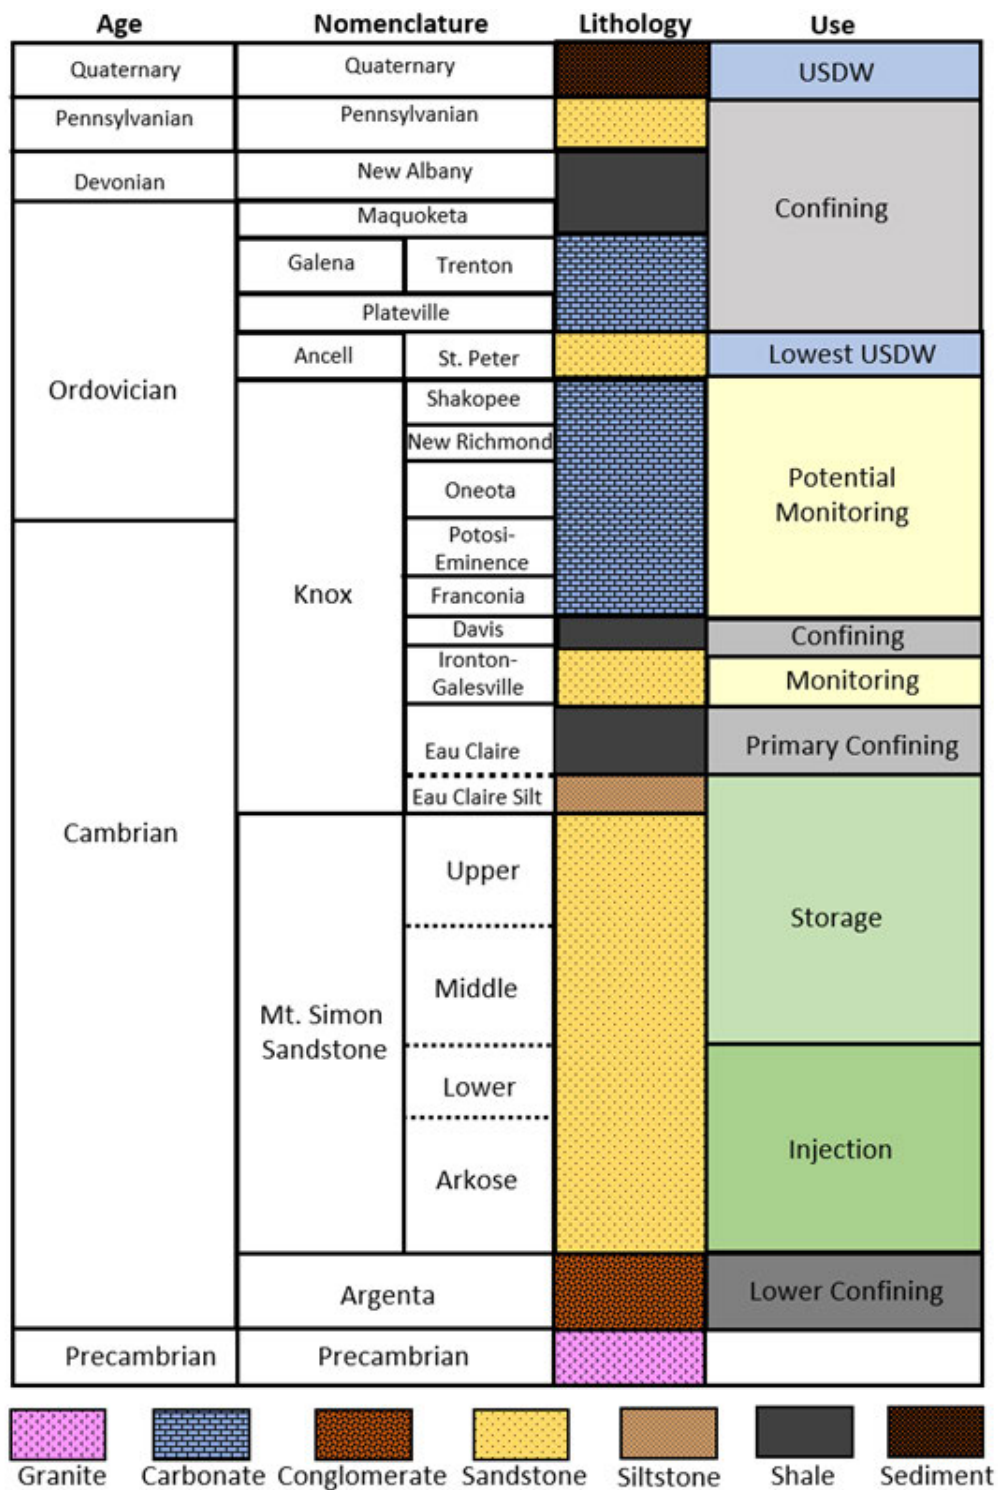 Age Nomenclature Lithology Use
Quaternary Quaternary USDW
Pennsylvanian Pennsylvanian
Devonian New Albany
Confining
Maquoketa
Galena Trenton
Plateville
Ancell St. Peter Lowest USDW
Ordovician
Shakopee
New Richmond
Oneota
Potential
Monitoring
Potosi-
Eminence
Knox
Franconia
Davis Confining
Ironton-
Galesville
Monitoring
Eau Claire Primary Confining
Eau Claire Silt
Cambrian
Upper
Storage
Middle
Mt. Simon
Sandstone
Lower
Injection
Arkose
Argenta Lower Confining
Precambrian Precambrian
Granite Carbonate Conglomerate Sandstone Siltstone Shale Sediment